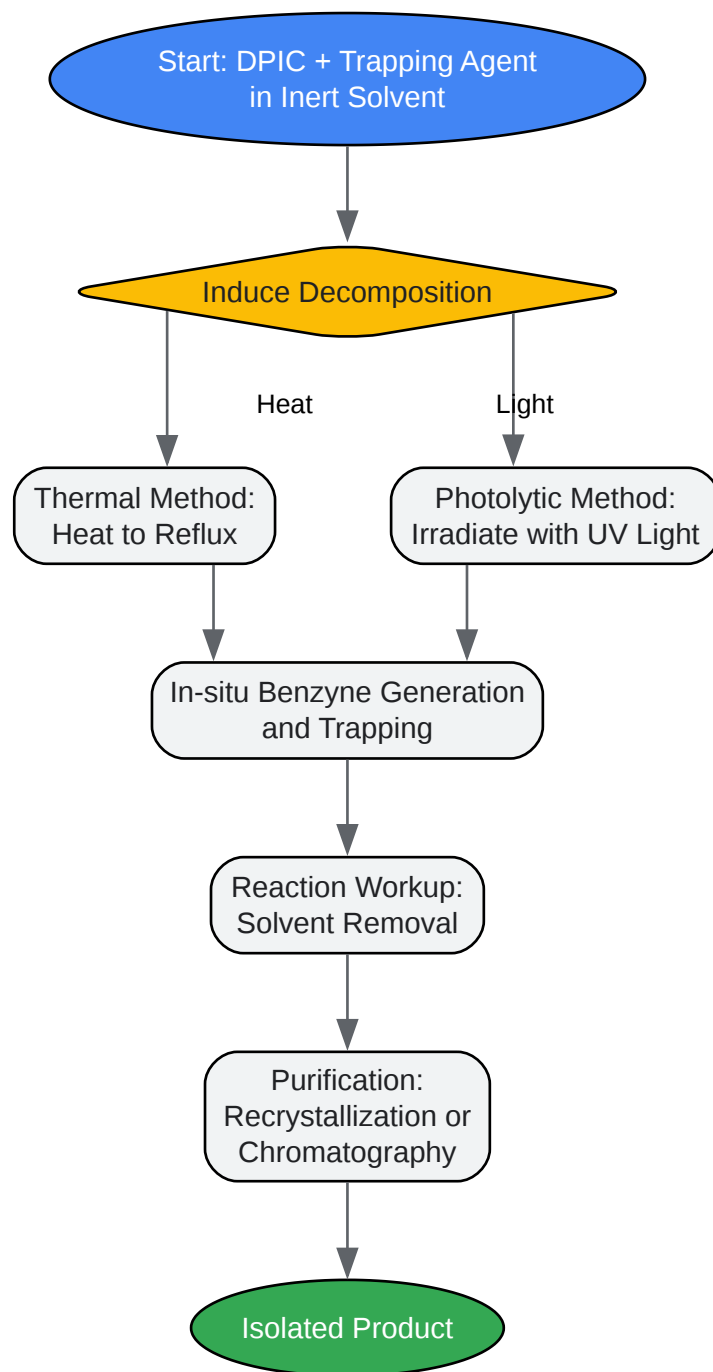 Start: DPIC + Trapping Agent
in Inert Solvent
Induce Decomposition
Heat
Light
Thermal Method:
Heat to Reflux
Photolytic Method:
Irradiate with UV Light
In-situ Benzyne Generation
and Trapping
Reaction Workup:
Solvent Removal
Purification:
Recrystallization or
Chromatography
Isolated Product